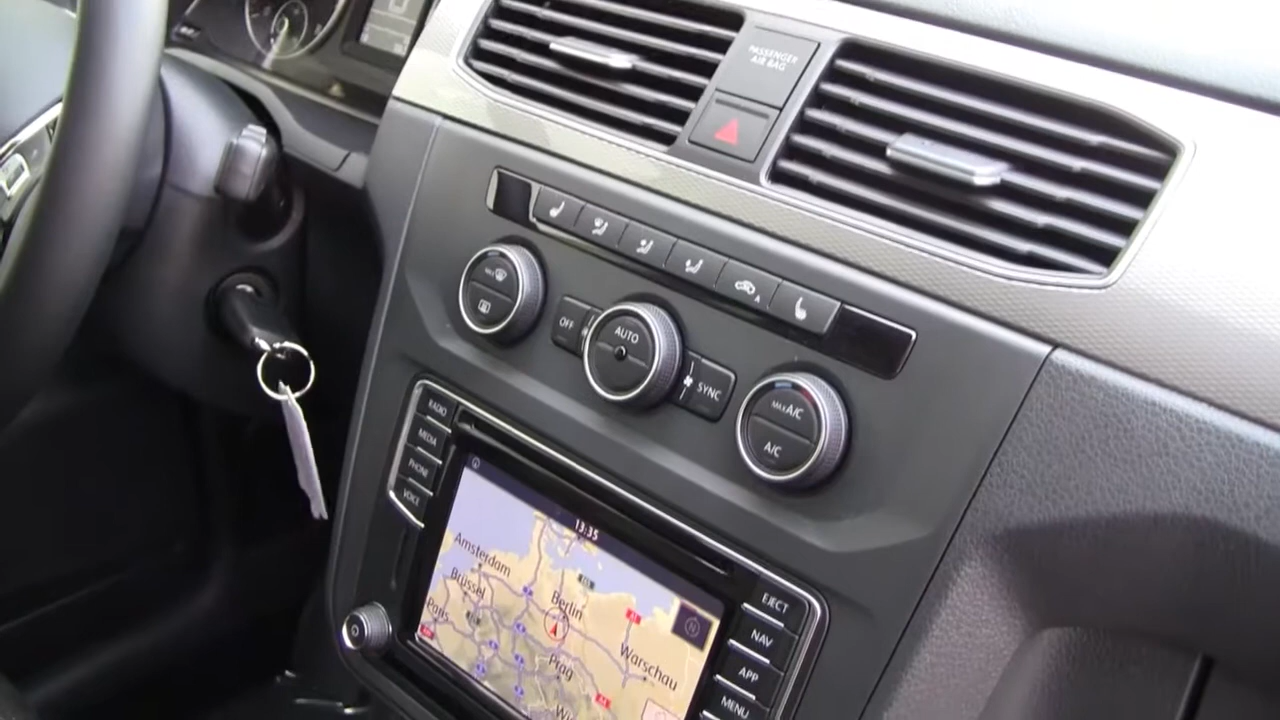 PASSENGER
AIR BAG
MAX
OFF
AUTO
SYNC
MAX A/C
A/C
RADIO
MEDIA
PHONE
VOICE
13:35
Amsterdam
Brüssel
Paris
Berlin
Prag
Warschau
EJECT
NAV
APP
MENU